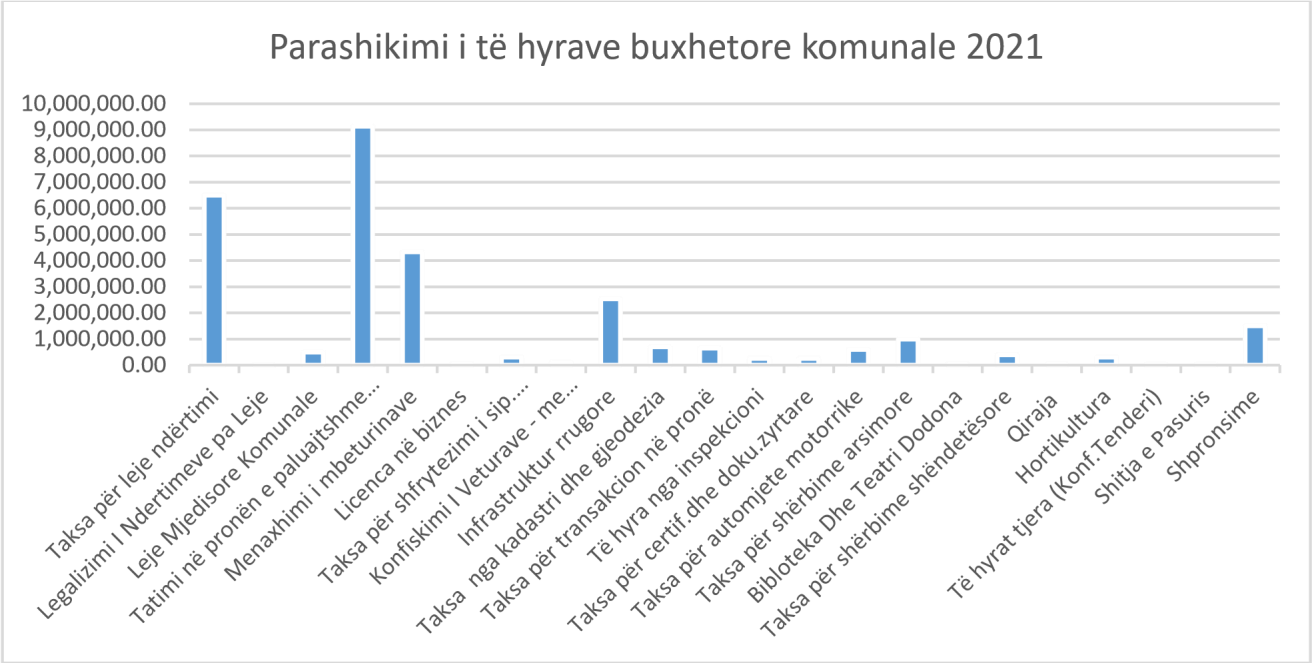 Parashikimi i të hyrave buxhetore komunale 2021
10,000,000.00
9,000,000.00
8,000,000.00
7,000,000.00
6,000,000.00
5,000,000.00
4,000,000.00
3,000,000.00
2,000,000.00
1,000,000.00
0.00
Taksa për leje ndërtimi
Legalizimi I Ndertimeve pa Leje
Leje Mjedisore Komunale
Tatimi në pronën e paluajtshme...
Menaxhimi i mbeturinave
Licenca në biznes
Taksa për shfrytezimi i sip....
Konfiskimi I Veturave - me...
Infrastruktur rrugore
Taksa nga kadastri dhe gjeodezia
Taksa për transakcion në pronë
Të hyra nga inspekcioni
Taksa për certif.dhe doku.zyrtare
Taksa për automjete motorrike
Taksa për shërbime arsimore
Bibloteka Dhe Teatri Dodona
Taksa për shërbime shëndetësore
Qiraja
Hortikultura
Të hyrat tjera (Konf.Tenderi)
Shitja e Pasuris
Shpronsime